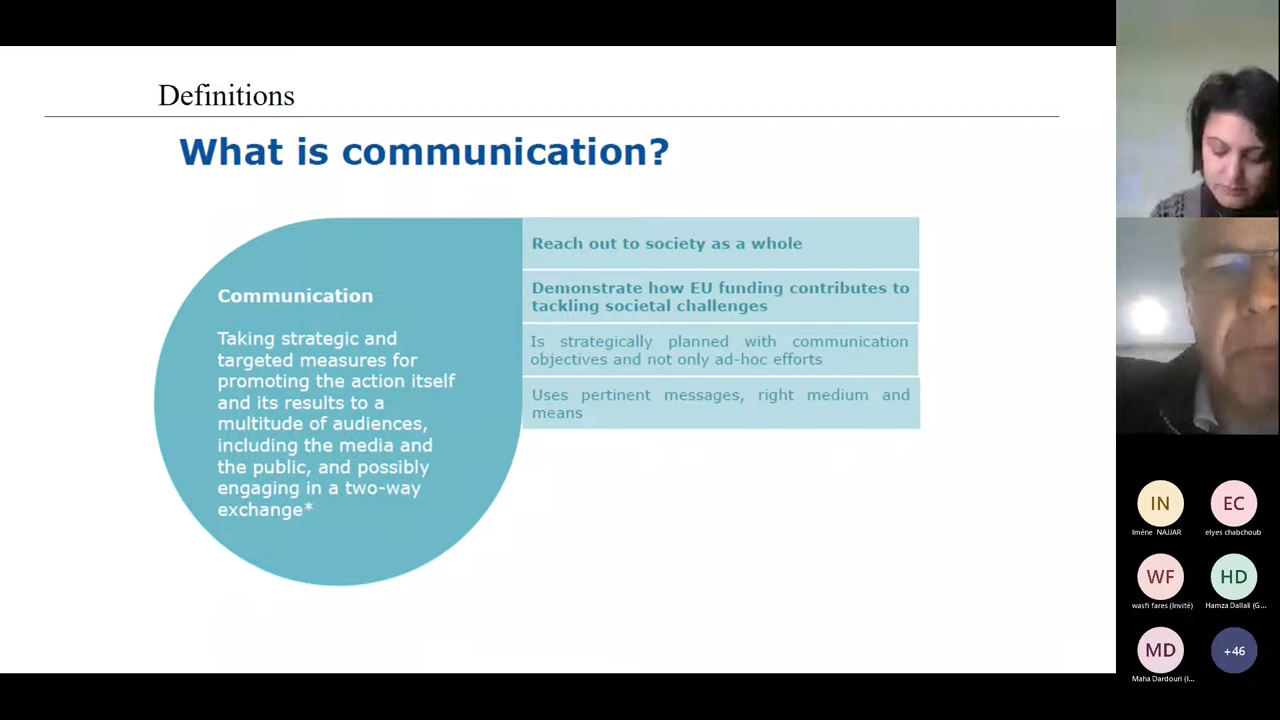 Definitions
What is communication?
Communication
Taking strategic and
targeted measures for
promoting the action itself
and its results to a
multitude of audiences,
including the media and
the public, and possibly
engaging in a two-way
exchange*
Reach out to society as a whole
Demonstrate how EU funding contributes to
tackling societal challenges
Is strategically planned with communication
objectives and not only ad-hoc efforts
Uses pertinent messages, right medium and
means
IN
Imène NAJJAR
EC
elyes chabchoub
WF
wasfi fares (Invité)
HD
Hamza Dallali (G...
MD
Maha Dardouri (I...
+46